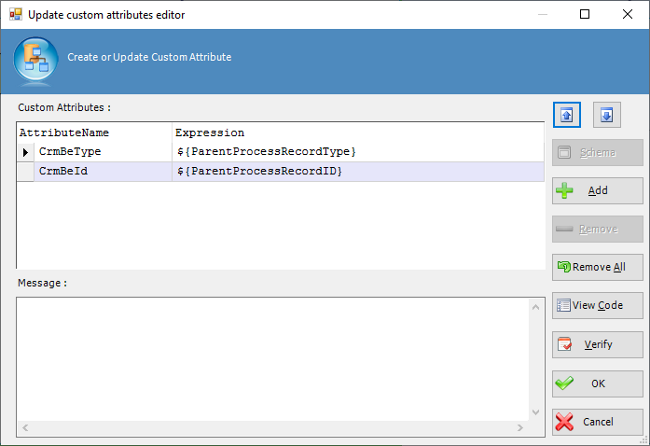 Update custom attributes editor
Create or Update Custom Attribute
Custom Attributes :
AttributeName Expression
CrmBeType ${ParentProcessRecordType}
CrmBeId ${ParentProcessRecordID}
Message :
Schema
Add
Remove
Remove All
View Code
Verify
OK
Cancel